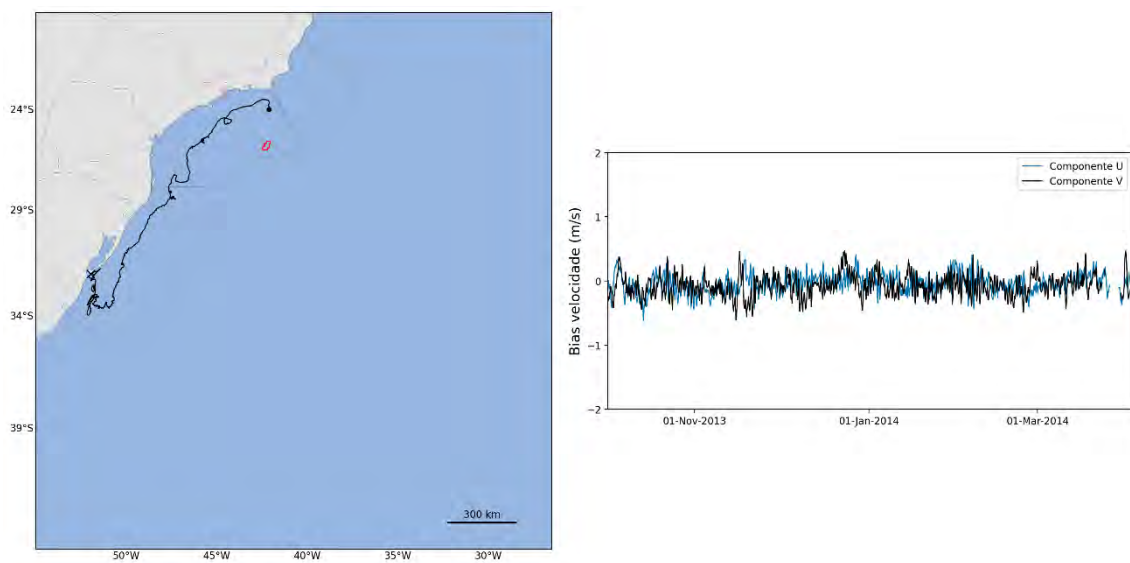 24°S
29°S
34°S
39°S
300 km
50°W
45°W
40°W
35°W
30°W
Componente U
Componente V
Bias velocidade (m/s)
2
1
0
−1
−2
01-Nov-2013
01-Jan-2014
01-Mar-2014